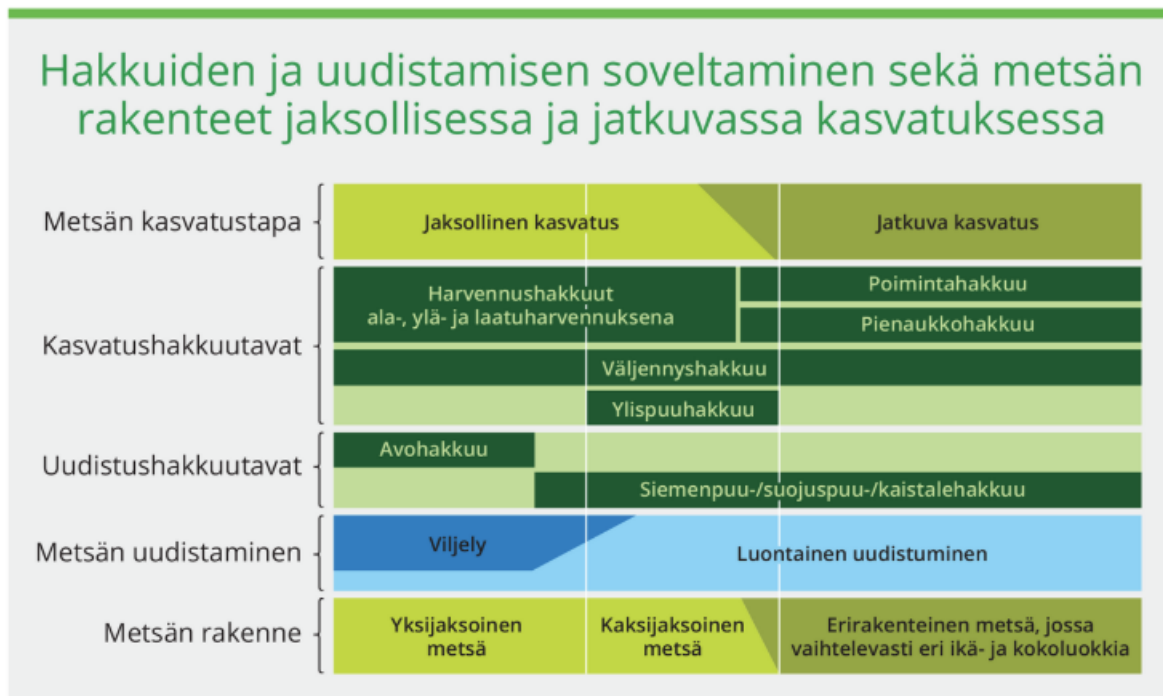 Hakkuiden ja uudistamisen soveltaminen sekä metsän
rakenteet jaksollisessa ja jatkuvassa kasvatuksessa
Metsän kasvatustapa
Jaksollinen kasvatus
Jatkuva kasvatus
Kasvatushakkuutavat
Harvennushakkuut
ala-, ylä- ja laatuharvennuksena
Poimintahakkuu
Pienaukkohakkuu
Väljennyshakkuu
Ylispuuhakkuu
Uudistushakkuutavat
Avohakkuu
Siemenpuu-/suojuspuu-/kaistalehakkuu
Metsän uudistaminen
Viljely
Luontainen uudistuminen
Metsän rakenne
Yksijaksoinen
metsä
Kaksijaksoinen
metsä
Erirakenteinen metsä, jossa
vaihtelevasti eri ikä- ja kokoluokkia